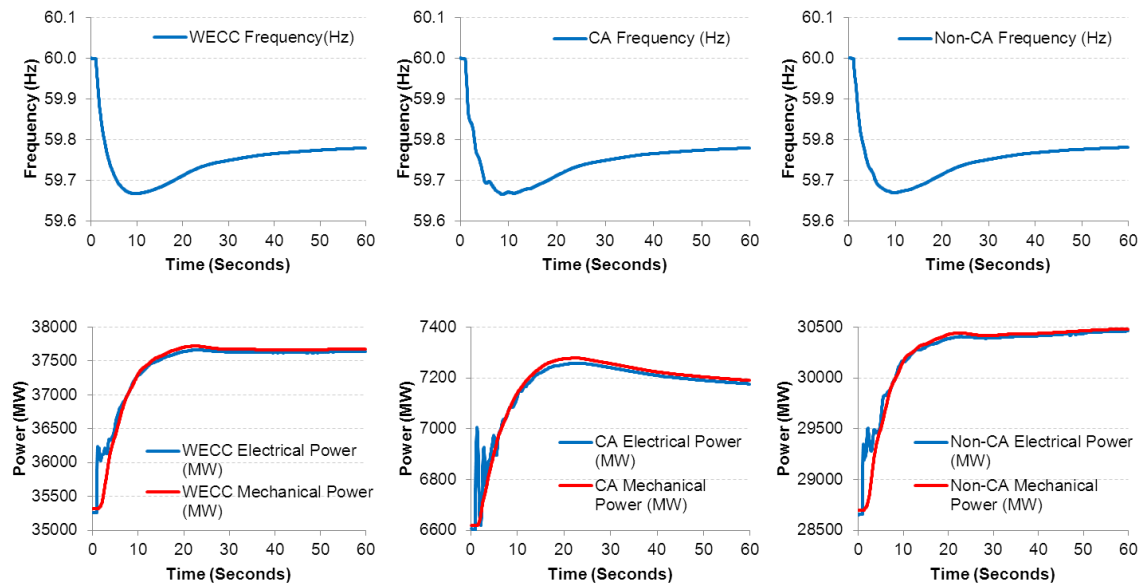 60.1
60.0
59.9
59.8
59.7
59.6
Frequency (Hz)
WECC Frequency(Hz)
0 10 20 30 40 50 60
Time (Seconds)
60.1
60.0
59.9
59.8
59.7
59.6
Frequency (Hz)
CA Frequency (Hz)
0 10 20 30 40 50 60
Time (Seconds)
60.1
60.0
59.9
59.8
59.7
59.6
Frequency (Hz)
Non-CA Frequency (Hz)
0 10 20 30 40 50 60
Time (Seconds)
38000
37500
37000
36500
36000
35500
35000
Power (MW)
WECC Electrical Power
(MW)
WECC Mechanical Power
(MW)
0 10 20 30 40 50 60
Time (Seconds)
7400
7200
7000
6800
6600
Power (MW)
CA Electrical Power
(MW)
CA Mechanical
Power (MW)
0 10 20 30 40 50 60
Time (Seconds)
30500
30000
29500
29000
28500
Power (MW)
Non-CA Electrical Power
(MW)
Non-CA Mechanical
Power (MW)
0 10 20 30 40 50 60
Time (Seconds)